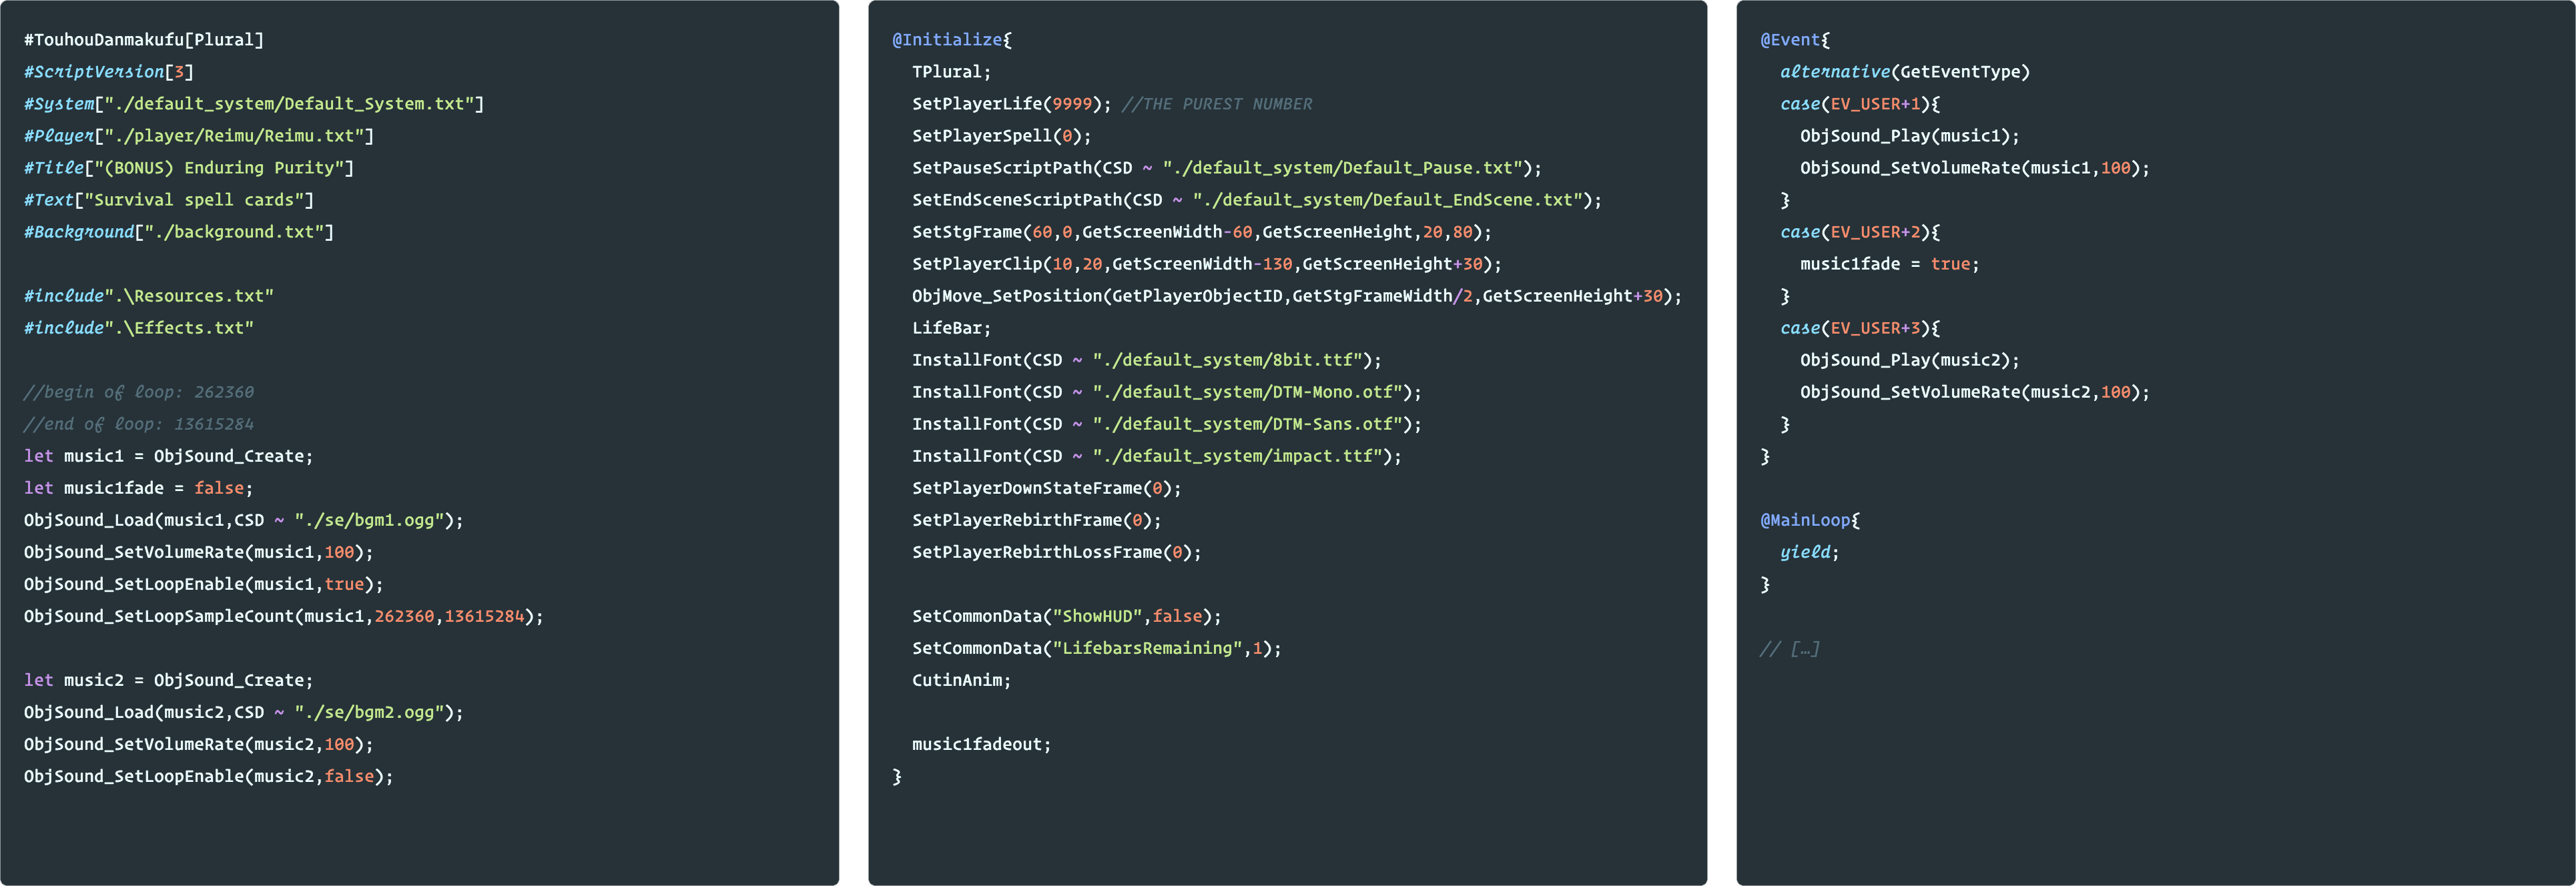 #TouhouDanmakufu[Plural]
#ScriptVersion[3]
#System["./default_system/Default_System.txt"]
#Player["./player/Reimu/Reimu.txt"]
#Title["(BONUS) Enduring Purity"]
#Text["Survival spell cards"]
#Background["./background.txt"]

#include".\Resources.txt"
#include".\Effects.txt"

//begin of loop: 262360
//end of loop: 13615284
let music1 = ObjSound_Create;
let music1fade = false;
ObjSound_Load(music1,CSD ~ "./se/bgm1.ogg");
ObjSound_SetVolumeRate(music1,100);
ObjSound_SetLoopEnable(music1,true);
ObjSound_SetLoopSampleCount(music1,262360,13615284);

let music2 = ObjSound_Create;
ObjSound_Load(music2,CSD ~ "./se/bgm2.ogg");
ObjSound_SetVolumeRate(music2,100);
ObjSound_SetLoopEnable(music2,false);

@Initialize{
  TPlural;
  SetPlayerLife(9999); //THE PUREST NUMBER
  SetPlayerSpell(0);
  SetPauseScriptPath(CSD ~ "./default_system/Default_Pause.txt");
  SetEndSceneScriptPath(CSD ~ "./default_system/Default_EndScene.txt");
  SetStgFrame(60,0,GetScreenWidth-60,GetScreenHeight,20,80);
  SetPlayerClip(10,20,GetScreenWidth-130,GetScreenHeight+30);
  ObjMove_SetPosition(GetPlayerObjectID,GetStgFrameWidth/2,GetScreenHeight+30);
  LifeBar;
  InstallFont(CSD ~ "./default_system/8bit.ttf");
  InstallFont(CSD ~ "./default_system/DTM-Mono.otf");
  InstallFont(CSD ~ "./default_system/DTM-Sans.otf");
  InstallFont(CSD ~ "./default_system/impact.ttf");
  SetPlayerDownStateFrame(0);
  SetPlayerRebirthFrame(0);
  SetPlayerRebirthLossFrame(0);

  SetCommonData("ShowHUD",false);
  SetCommonData("LifebarsRemaining",1);
  CutinAnim;

  music1fadeout;
}

@Event{
  alternative(GetEventType)
  case(EV_USER+1){
    ObjSound_Play(music1);
    ObjSound_SetVolumeRate(music1,100);
  }
  case(EV_USER+2){
    music1fade = true;
  }
  case(EV_USER+3){
    ObjSound_Play(music2);
    ObjSound_SetVolumeRate(music2,100);
  }
}

@MainLoop{
  yield;
}

// […]